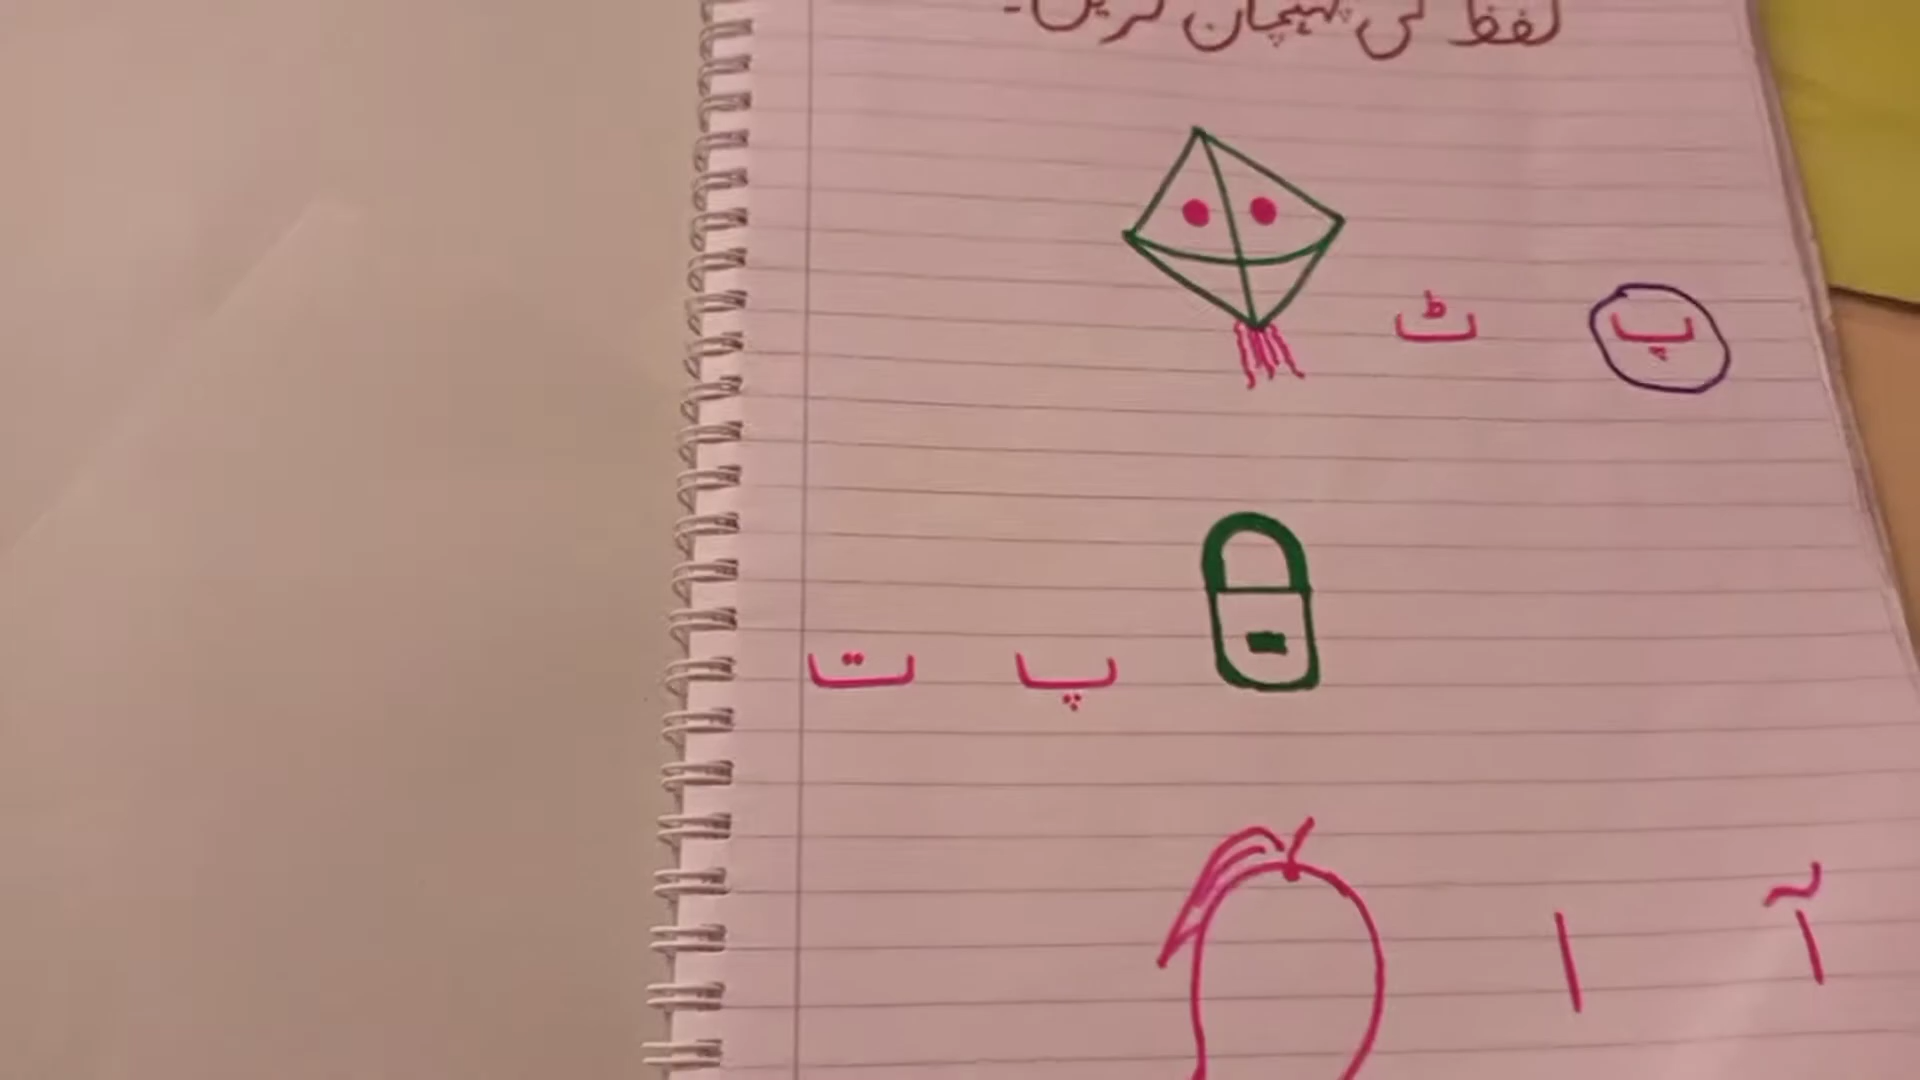 لفظ کی پہچان کریں۔
پ ٹ
پ ت
آ ا